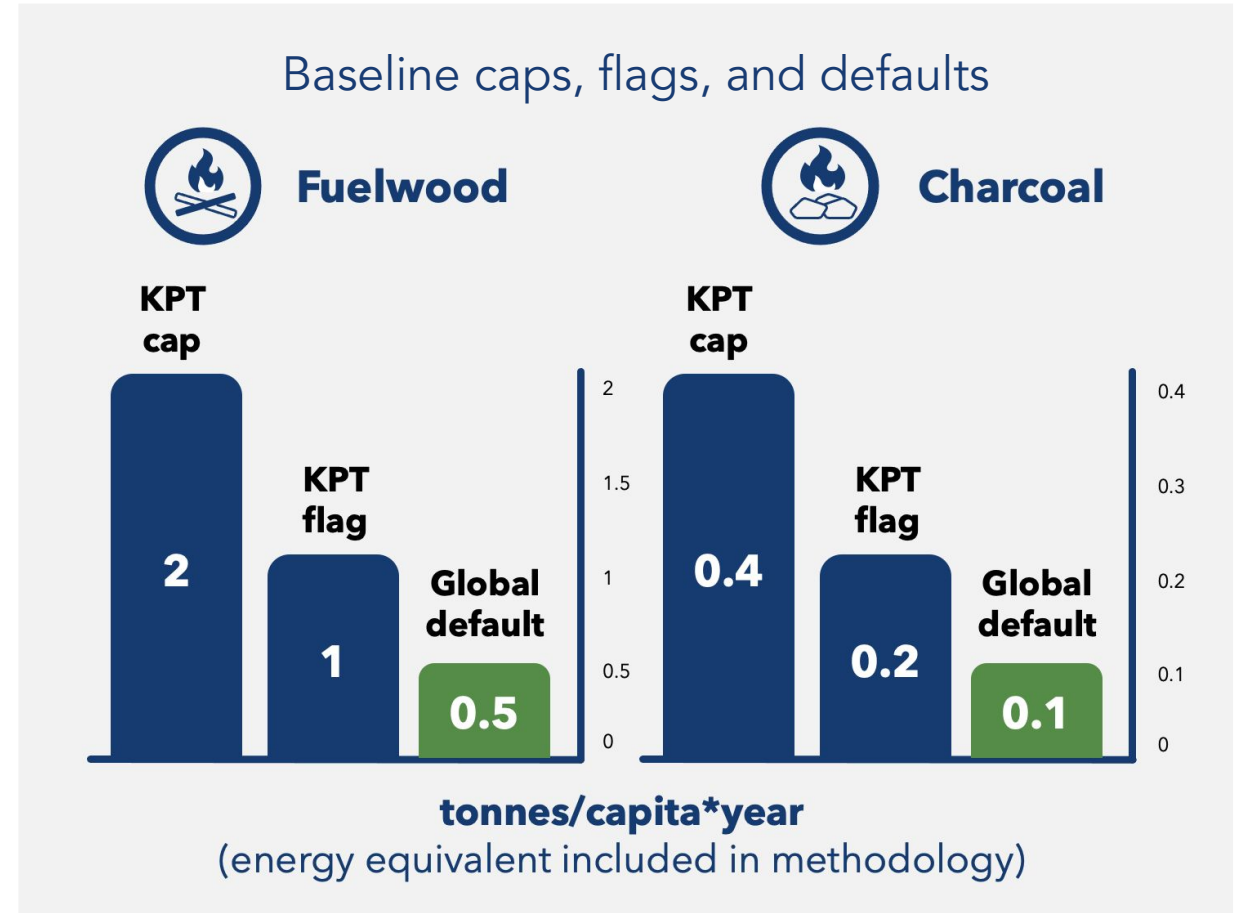 Baseline caps, flags, and defaults
Fuelwood
KPT
cap
2
KPT
flag
1
Global
default
0.5
2
1.5
1
0.5
0
Charcoal
KPT
cap
0.4
KPT
flag
0.2
Global
default
0.1
0.4
0.3
0.2
0.1
0
tonnes/capita*year
(energy equivalent included in methodology)